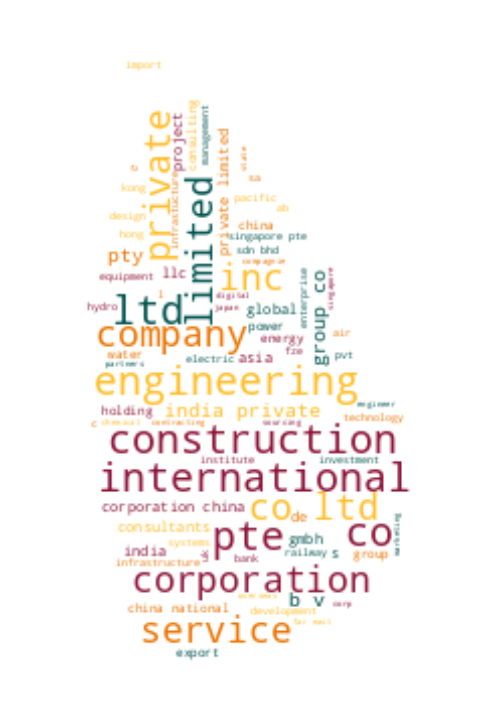 import
private
project
consulting
management
limited
private limited
state
e
sa
kong
infrastructure
pacific
ab
design
hong
china
singapore pte
pty
sdn bhd
compagnie
equipment
llc
inc
enterprise
group co
singapore
l
digital
hydro
ltd
japan
global
company
power
energy
air
water
partners
electric
asia
fze
pvt
engineering
holding
india private
engineer
technology
c
chemical
contracting
sourcing
construction
institute
investment
international
corporation china
co ltd
de
consultants
pte
co
marketing
systems
gmbh
india
uk
bank
railway
s
group
infrastructure
corporation
overseas
b v
corp
china national
development
far east
service
export